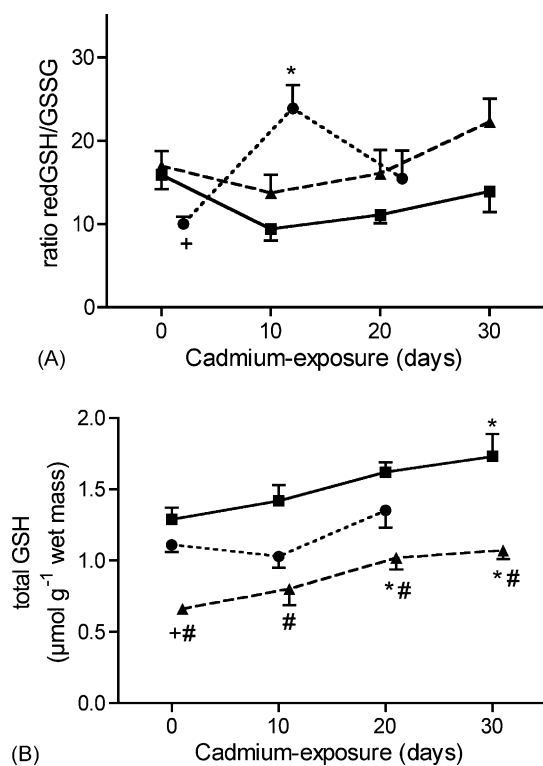 30
20
10
0
ratio redGSH/GSSG
*
+
0 10 20 30
(A) Cadmium-exposure (days)
2.0
1.5
1.0
0.5
0.0
total GSH
(μmol g⁻¹ wet mass)
*
+# # *# *#
0 10 20 30
(B) Cadmium-exposure (days)